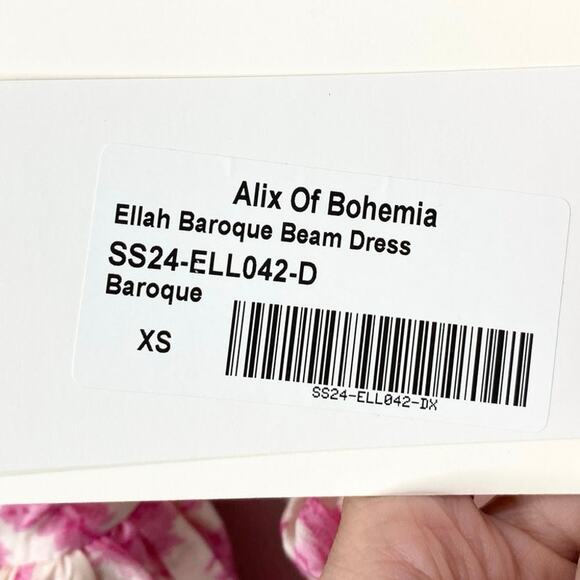 Alix Of Bohemia
Ellah Baroque Beam Dress
SS24-ELL042-D
Baroque
XS
SS24-ELL042-DX